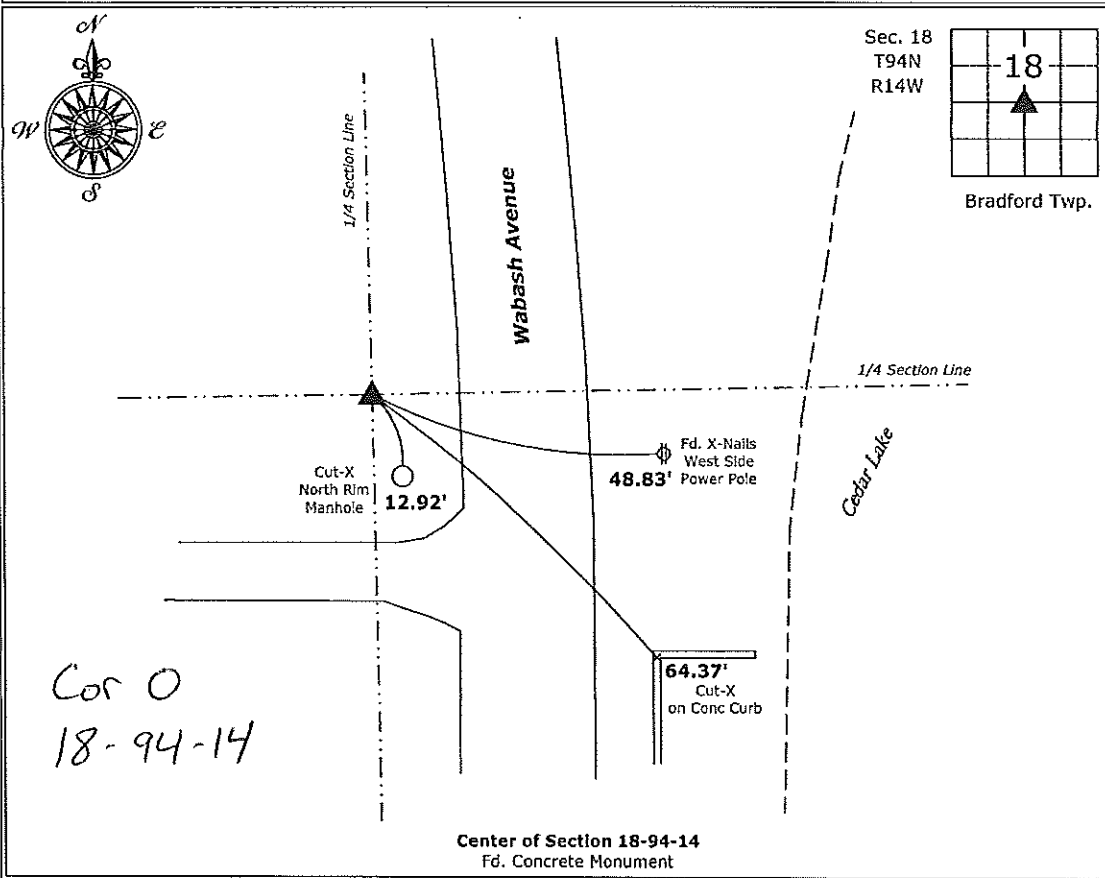 N
W
E
S
Sec. 18
T94N
R14W
18
Bradford Twp.
1/4 Section Line
Wabash Avenue
1/4 Section Line
Cedar Lake
Cut-X
North Rim
Manhole
12.92'
Fd. X-Nails
West Side
Power Pole
48.83'
64.37'
Cut-X
on Conc Curb
Cor O
18-94-14
Center of Section 18-94-14
Fd. Concrete Monument